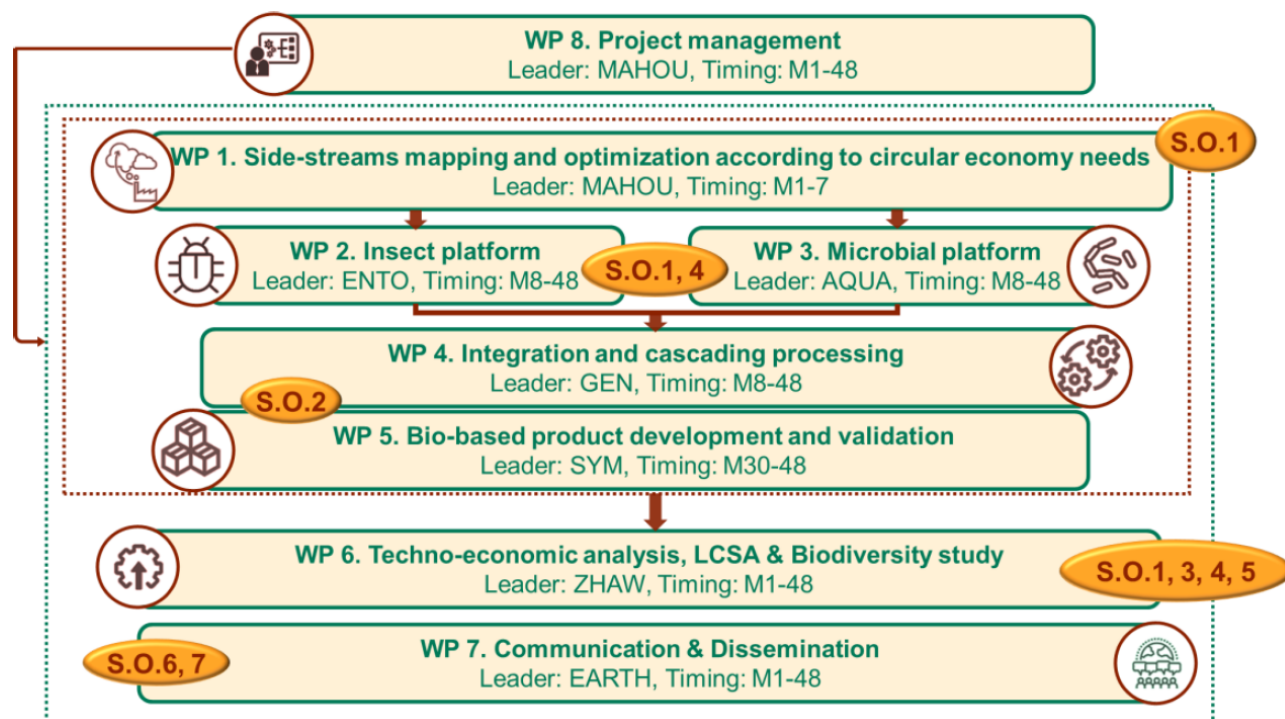 WP 8. Project management
Leader: MAHOU, Timing: M1-48
S.O.1
WP 1. Side-streams mapping and optimization according to circular economy needs
Leader: MAHOU, Timing: M1-7
WP 2. Insect platform
Leader: ENTO, Timing: M8-48
S.O.1, 4
WP 3. Microbial platform
Leader: AQUA, Timing: M8-48
WP 4. Integration and cascading processing
Leader: GEN, Timing: M8-48
S.O.2
WP 5. Bio-based product development and validation
Leader: SYM, Timing: M30-48
WP 6. Techno-economic analysis, LCSA & Biodiversity study
Leader: ZHAW, Timing: M1-48
S.O.1, 3, 4, 5
WP 7. Communication & Dissemination
Leader: EARTH, Timing: M1-48
S.O.6, 7